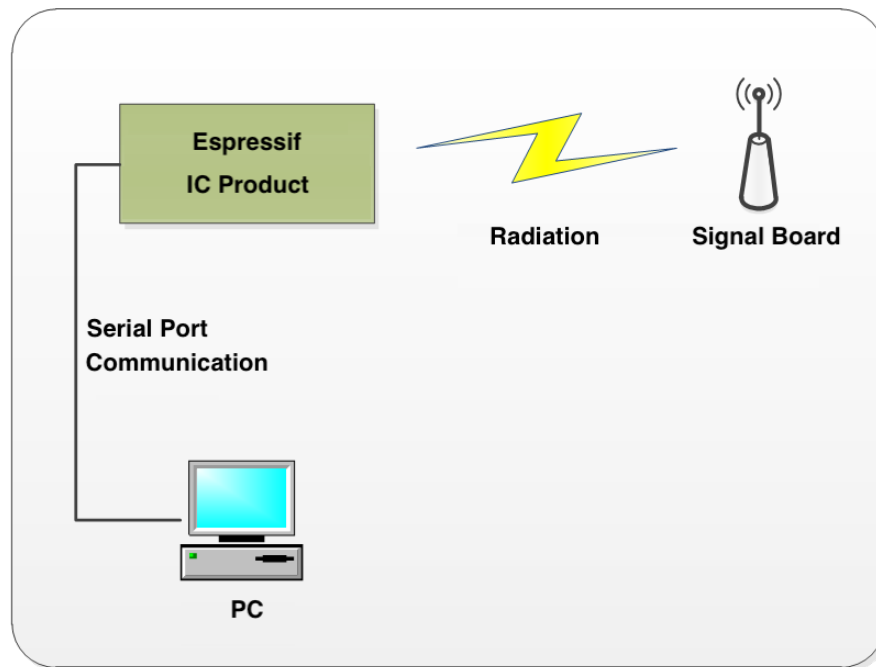 Espressif
IC Product
Radiation
Signal Board
Serial Port
Communication
PC